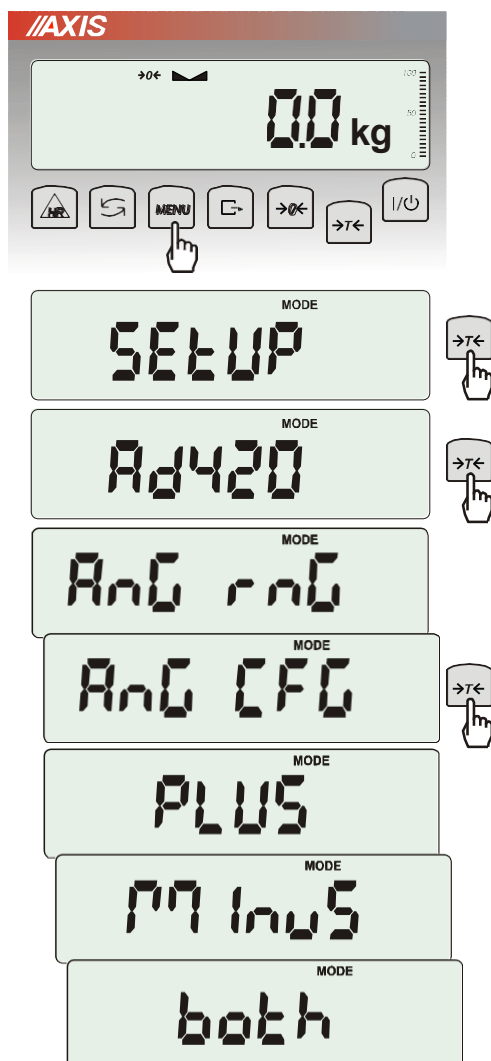 //AXIS
→0←
100
50
0
0.0 kg
HR
MENU
→0←
→T←
I/⏻
MODE
SEtUP
→T←
MODE
Ad420
→T←
MODE
AnG rnG
MODE
AnG CFG
→T←
MODE
PLUS
MODE
MInuS
MODE
both